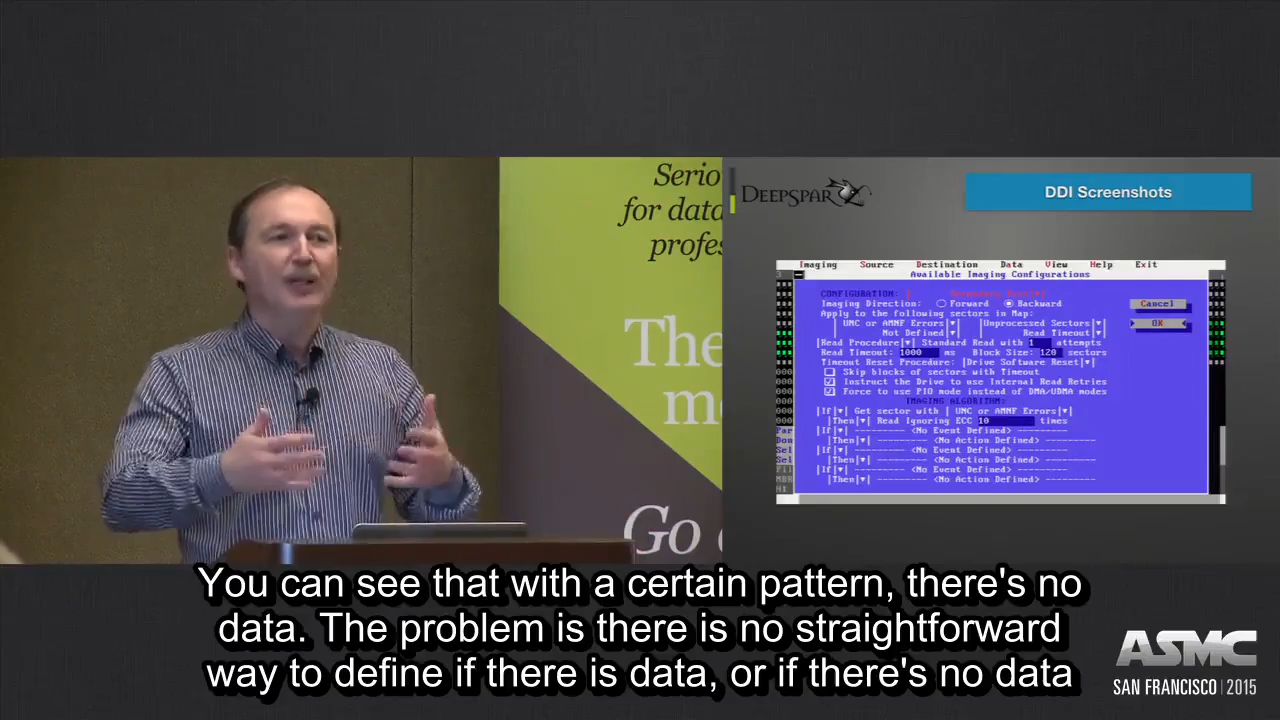 Serio
for data
profes
The
me
Go
DEEPSPAR
DDI Screenshots
Imaging Source Destination Data View Help Exit
Available Imaging Configurations
CONFIGURATION:
Imaging Direction: Forward Backward
Cancel
Apply to the following sectors in Map:
UNC or AMNF Errors Unprocessed Sectors
OK
Not Defined Read Timeout
Read Procedure Standard Read with 1 attempts
Read Timeout: 1000 ms Block Size: 120 sectors
Timeout Reset Procedure: Drive Software Reset
Skip blocks of sectors with Timeout
Instruct the Drive to use Internal Read Retries
Force to use PIO mode instead of DMA/UDMA modes
IMAGING ALGORITHM:
If Get sector with UNC or AMNF Errors
Then Read Ignoring ECC 10 times
If --------- <No Event Defined> ---------
Then --------- <No Action Defined> ---------
If --------- <No Event Defined> ---------
Then --------- <No Action Defined> ---------
If --------- <No Event Defined> ---------
Then --------- <No Action Defined> ---------
You can see that with a certain pattern, there's no
data. The problem is there is no straightforward
way to define if there is data, or if there's no data
ASMC
SAN FRANCISCO | 2015